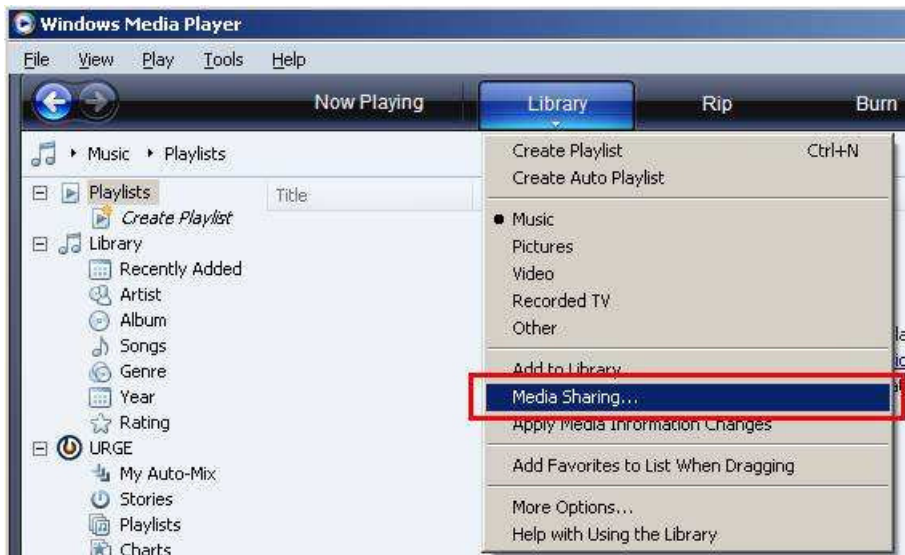 Windows Media Player
File View Play Tools Help
Now Playing Library Rip Burn
Music Playlists
Playlists
Create Playlist
Library
Recently Added
Artist
Album
Songs
Genre
Year
Rating
URGE
My Auto-Mix
Stories
Playlists
Charts
Title
Create Playlist Ctrl+N
Create Auto Playlist
Music
Pictures
Video
Recorded TV
Other
Add to Library
Media Sharing...
Apply Media Information Changes
Add Favorites to List When Dragging
More Options...
Help with Using the Library